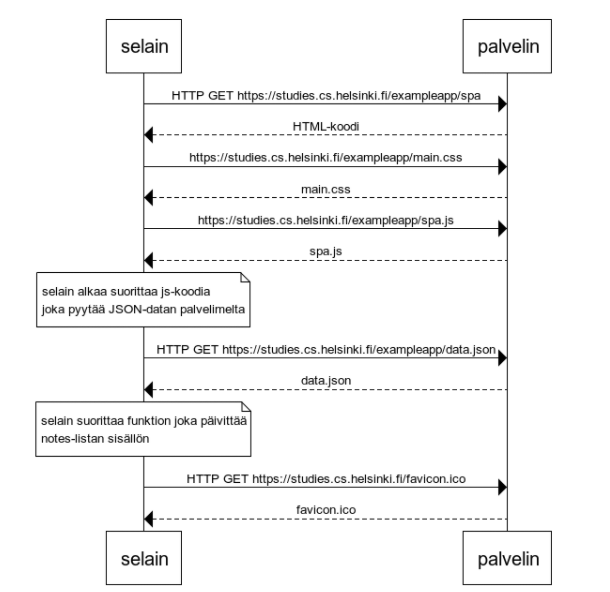 selain palvelin
HTTP GET https://studies.cs.helsinki.fi/exampleapp/spa
HTML-koodi
https://studies.cs.helsinki.fi/exampleapp/main.css
main.css
https://studies.cs.helsinki.fi/exampleapp/spa.js
spa.js
selain alkaa suorittaa js-koodia
joka pyytää JSON-datan palvelimelta
HTTP GET https://studies.cs.helsinki.fi/exampleapp/data.json
data.json
selain suorittaa funktion joka päivittää
notes-listan sisällön
HTTP GET https://studies.cs.helsinki.fi/favicon.ico
favicon.ico
selain palvelin